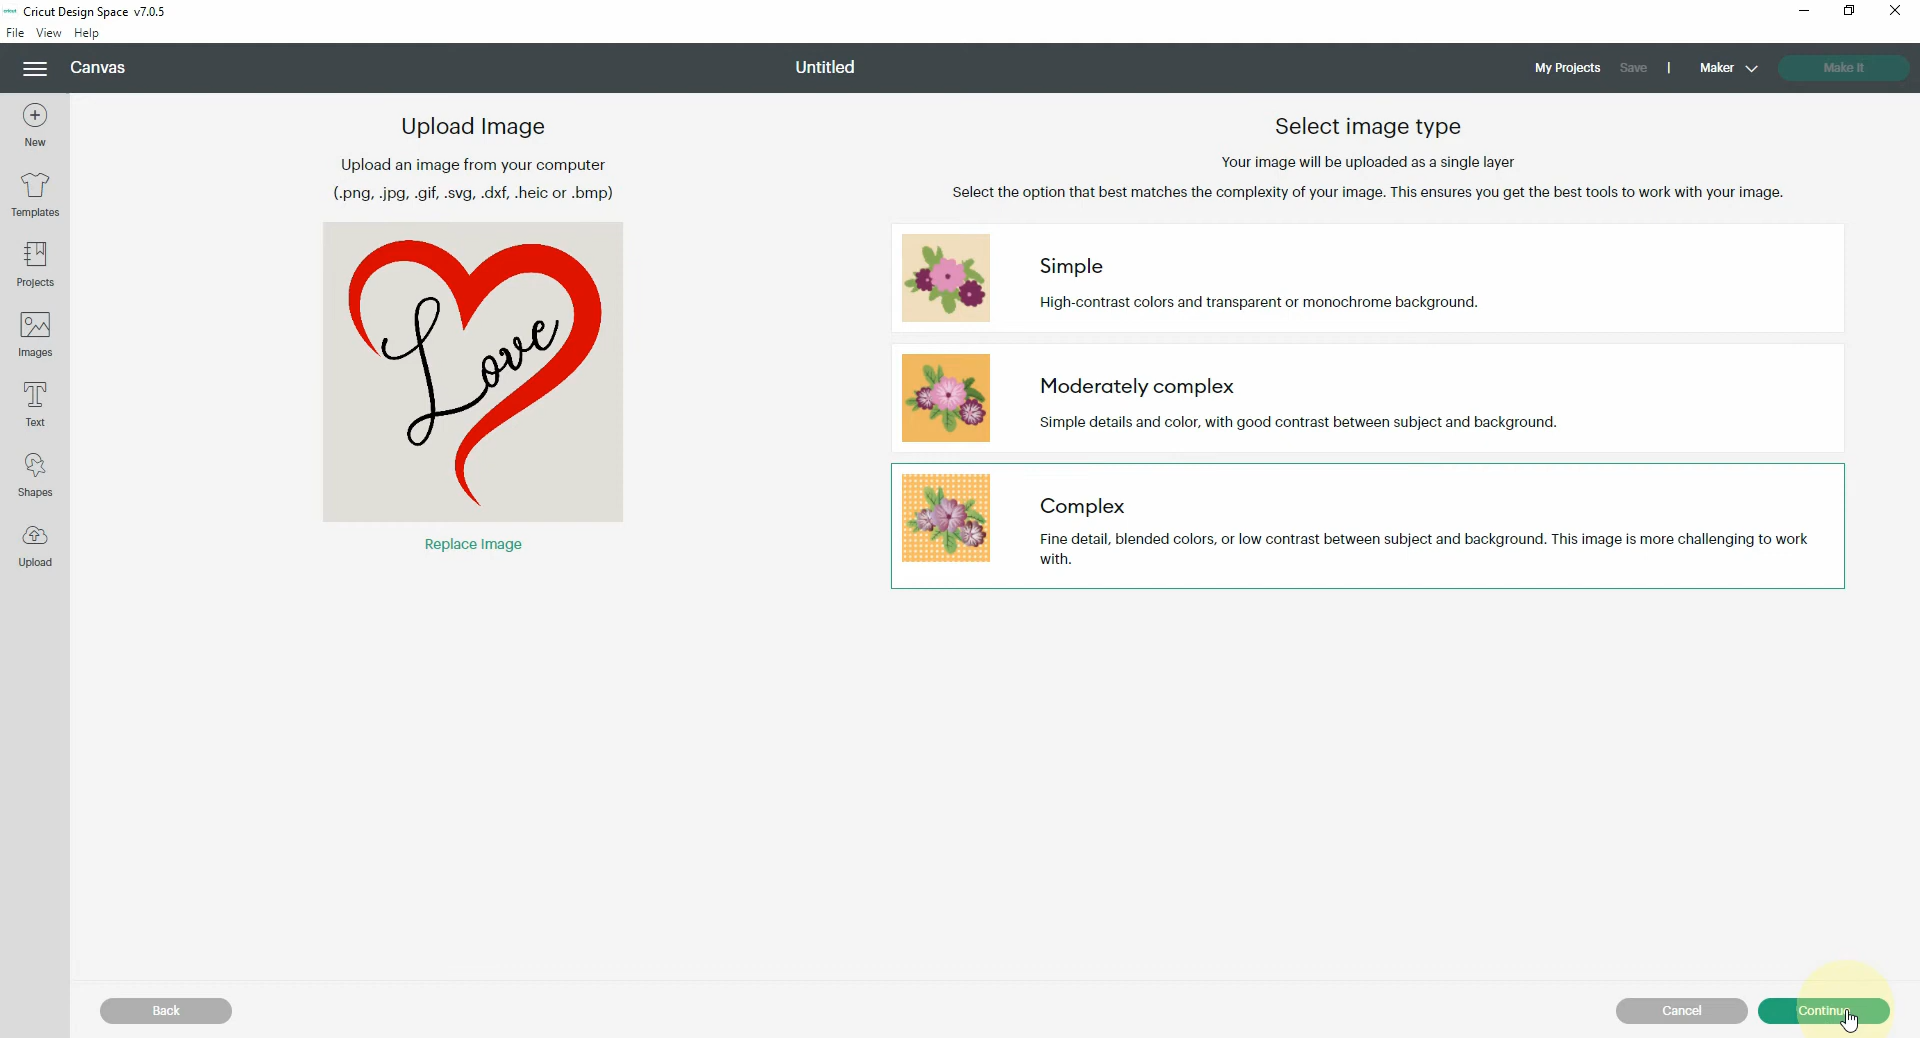 Cricut Design Space v7.0.5
File View Help
Canvas
Untitled
My Projects Save | Maker Make It
New
Templates
Projects
Images
Text
Shapes
Upload
Upload Image
Upload an image from your computer
(.png, .jpg, .gif, .svg, .dxf, .heic or .bmp)
Love
Replace Image
Select image type
Your image will be uploaded as a single layer
Select the option that best matches the complexity of your image. This ensures you get the best tools to work with your image.
Simple
High-contrast colors and transparent or monochrome background.
Moderately complex
Simple details and color, with good contrast between subject and background.
Complex
Fine detail, blended colors, or low contrast between subject and background. This image is more challenging to work
with.
Back
Cancel
Continue